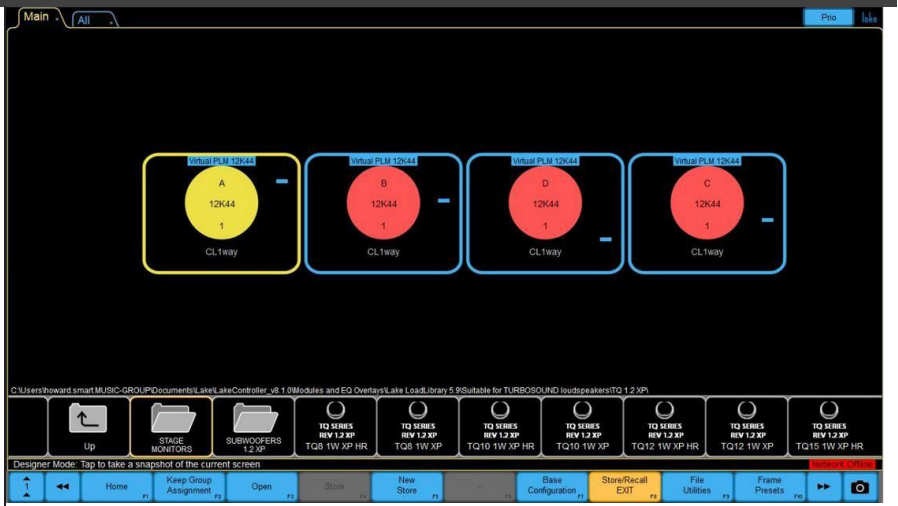 Main
All
Prio
lake
Virtual PLM 12K44
A
12K44
1
CL1way
Virtual PLM 12K44
B
12K44
1
CL1way
Virtual PLM 12K44
D
12K44
1
CL1way
Virtual PLM 12K44
C
12K44
1
CL1way
C:\Users\howard.smart.MUSIC-GROUP\Documents\Lake\LakeController_v8.1.0\Modules and EQ Overlays\Lake LoadLibrary 5.9\Suitable for TURBOSOUND loudspeakers\TQ 1.2 XP\
Up
STAGE
MONITORS
SUBWOOFERS
1.2 XP
TQ SERIES
REV 1.2 XP
TQ8 1W XP HR
TQ SERIES
REV 1.2 XP
TQ8 1W XP
TQ SERIES
REV 1.2 XP
TQ10 1W XP HR
TQ SERIES
REV 1.2 XP
TQ10 1W XP
TQ SERIES
REV 1.2 XP
TQ12 1W XP HR
TQ SERIES
REV 1.2 XP
TQ12 1W XP
TQ SERIES
REV 1.2 XP
TQ15 1W XP HR
Designer Mode: Tap to take a snapshot of the current screen
Network Offline
1
Home
F1
Keep Group
Assignment
F2
Open
F3
Store
F4
New
Store
F5
-
F6
Base
Configuration
F7
Store/Recall
EXIT
F8
File
Utilities
F9
Frame
Presets
F10